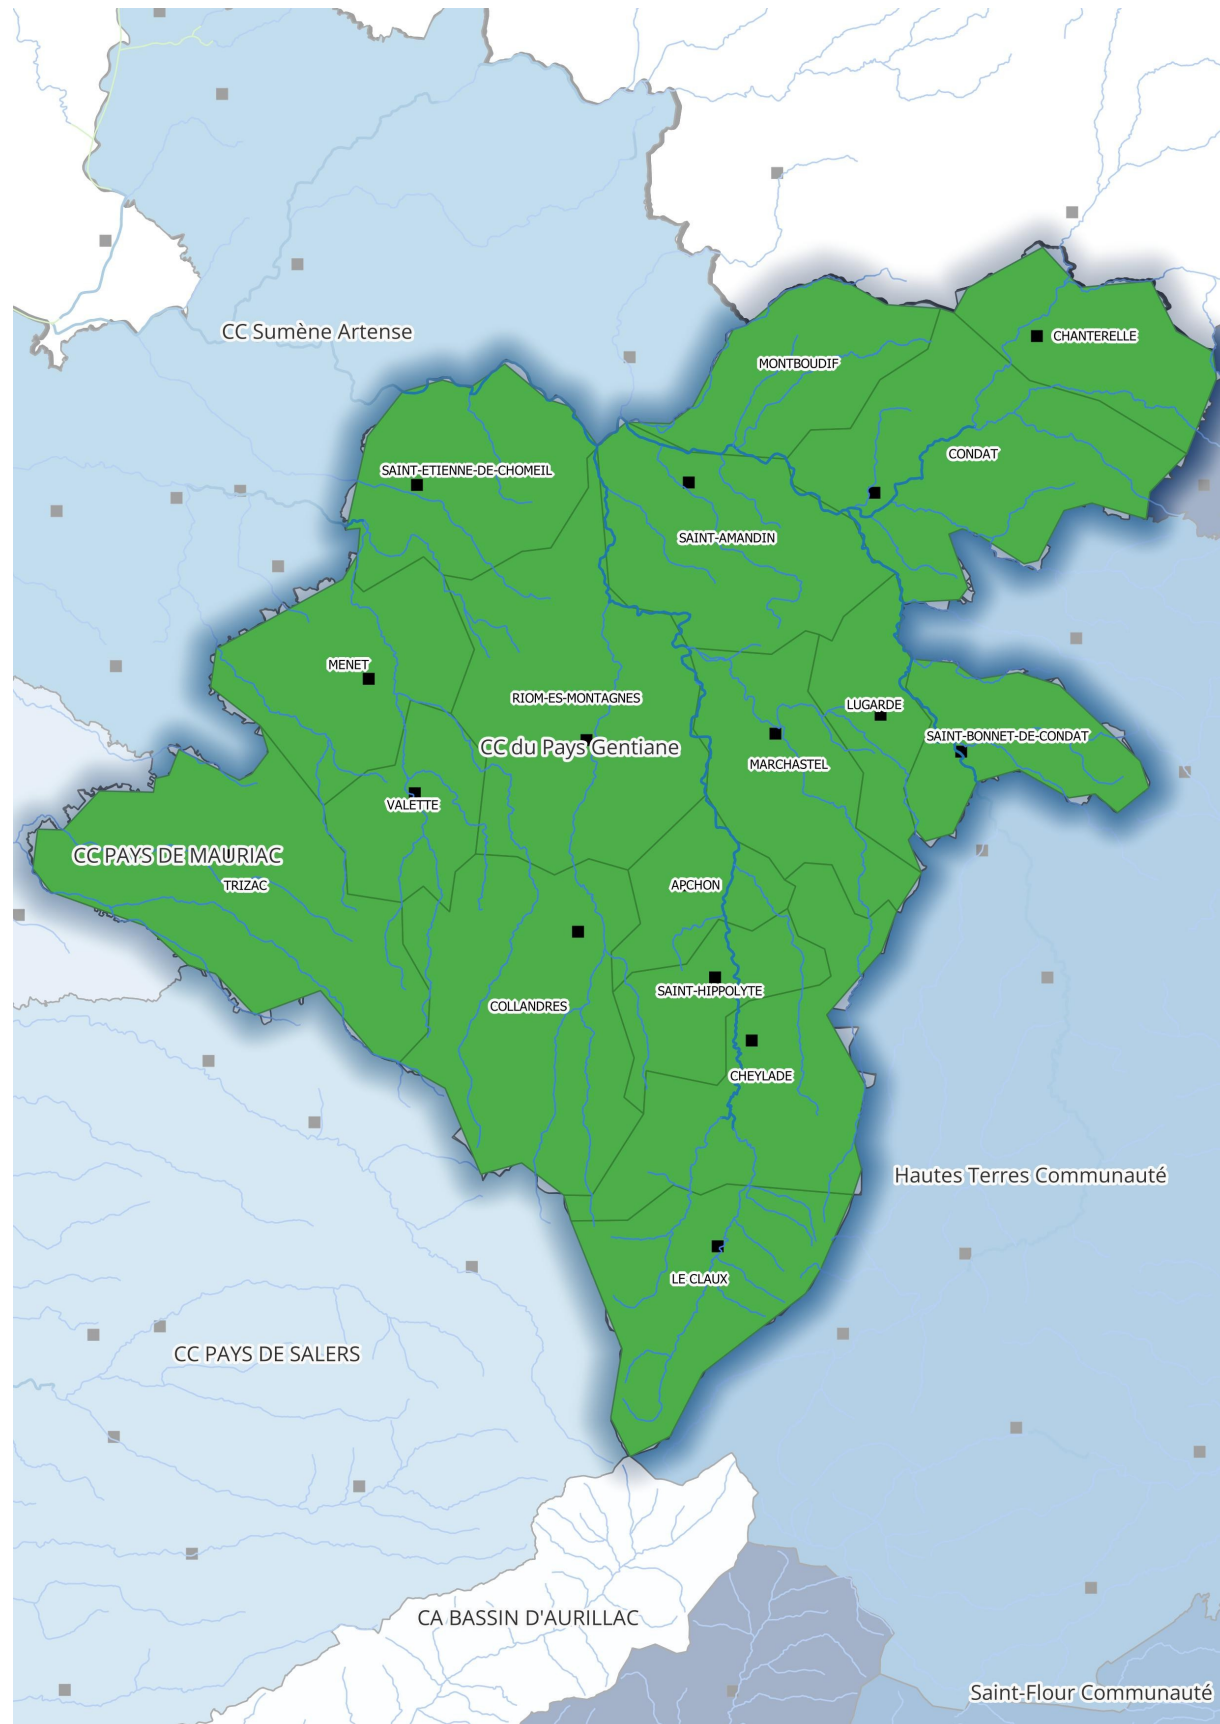 CC Sumène Artense
CHANTERELLE
MONTBOUDIF
CONDAT
SAINT-ETIENNE-DE-CHOMEIL
SAINT-AMANDIN
MENET
RIOM-ES-MONTAGNES
LUGARDE
SAINT-BONNET-DE-CONDAT
CC du Pays Gentiane
MARCHASTEL
VALETTE
CC PAYS DE MAURIAC
TRIZAC
APCHON
SAINT-HIPPOLYTE
COLLANDRES
CHEYLADE
Hautes Terres Communauté
LE CLAUX
CC PAYS DE SALERS
CA BASSIN D'AURILLAC
Saint-Flour Communauté